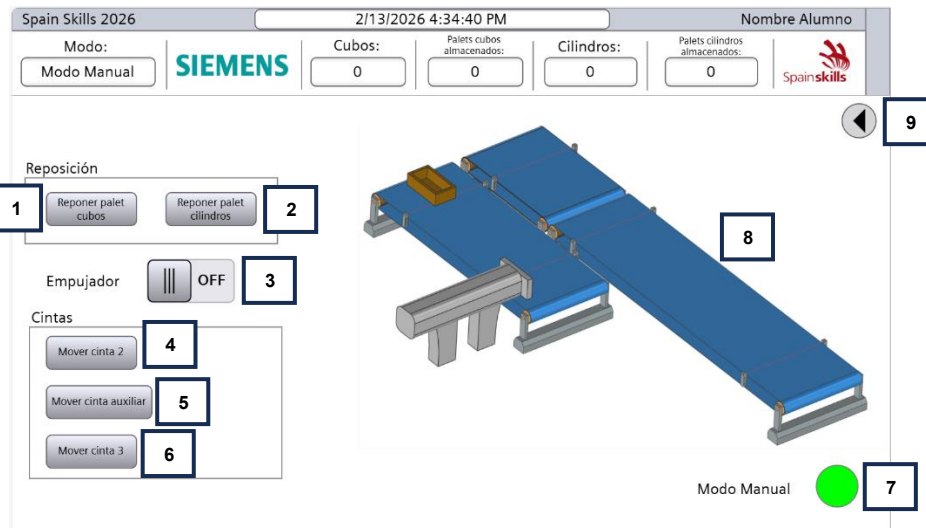 Spain Skills 2026
2/13/2026 4:34:40 PM
Nombre Alumno
Modo:
Modo Manual
SIEMENS
Cubos:
0
Palets cubos
almacenados:
0
Cilindros:
0
Palets cilindros
almacenados:
0
Spainskills
9
Reposición
1
Reponer palet
cubos
Reponer palet
cilindros
2
8
Empujador
OFF
3
Cintas
Mover cinta 2
4
Mover cinta auxiliar
5
Mover cinta 3
6
Modo Manual
7